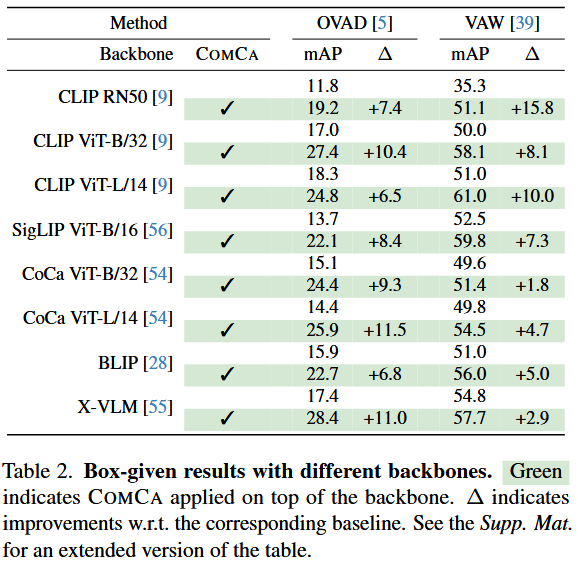 Method OVAD [5] VAW [39]
Backbone COMCA mAP Δ mAP Δ
CLIP RN50 [9] 11.8 35.3
✓ 19.2 +7.4 51.1 +15.8
CLIP ViT-B/32 [9] 17.0 50.0
✓ 27.4 +10.4 58.1 +8.1
CLIP ViT-L/14 [9] 18.3 51.0
✓ 24.8 +6.5 61.0 +10.0
SigLIP ViT-B/16 [56] 13.7 52.5
✓ 22.1 +8.4 59.8 +7.3
CoCa ViT-B/32 [54] 15.1 49.6
✓ 24.4 +9.3 51.4 +1.8
CoCa ViT-L/14 [54] 14.4 49.8
✓ 25.9 +11.5 54.5 +4.7
BLIP [28] 15.9 51.0
✓ 22.7 +6.8 56.0 +5.0
X-VLM [55] 17.4 54.8
✓ 28.4 +11.0 57.7 +2.9
Table 2. Box-given results with different backbones. Green
indicates COMCA applied on top of the backbone. Δ indicates
improvements w.r.t. the corresponding baseline. See the Supp. Mat.
for an extended version of the table.